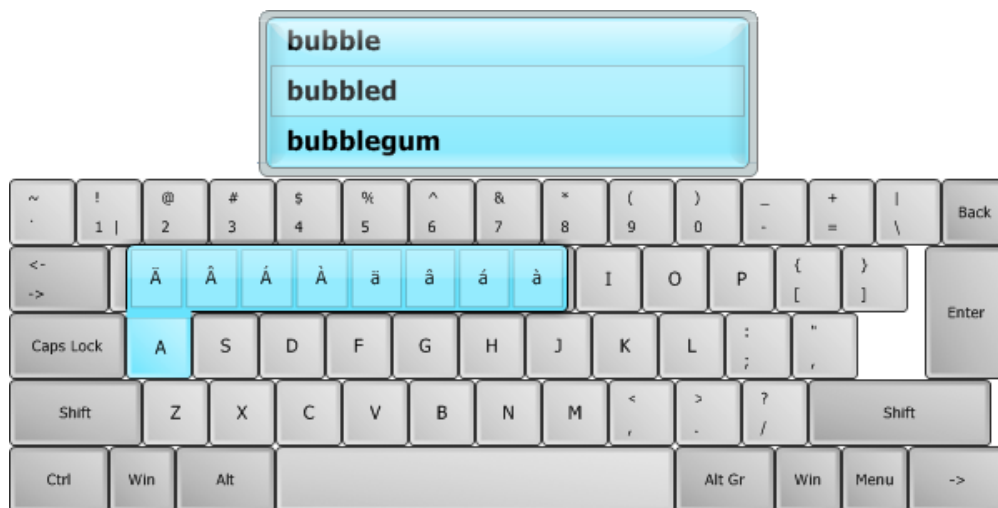 bubble
bubbled
bubblegum
~ ! @ # $ % ^ & * ( ) _ + |
` 1 | 2 3 4 5 6 7 8 9 0 - = \ Back
<- Ä Â Á À ä â á à I O P { }
-> [ ] Enter
Caps Lock A S D F G H J K L : "
; ,
Shift Z X C V B N M < > ? Shift
, . /
Ctrl Win Alt Alt Gr Win Menu ->